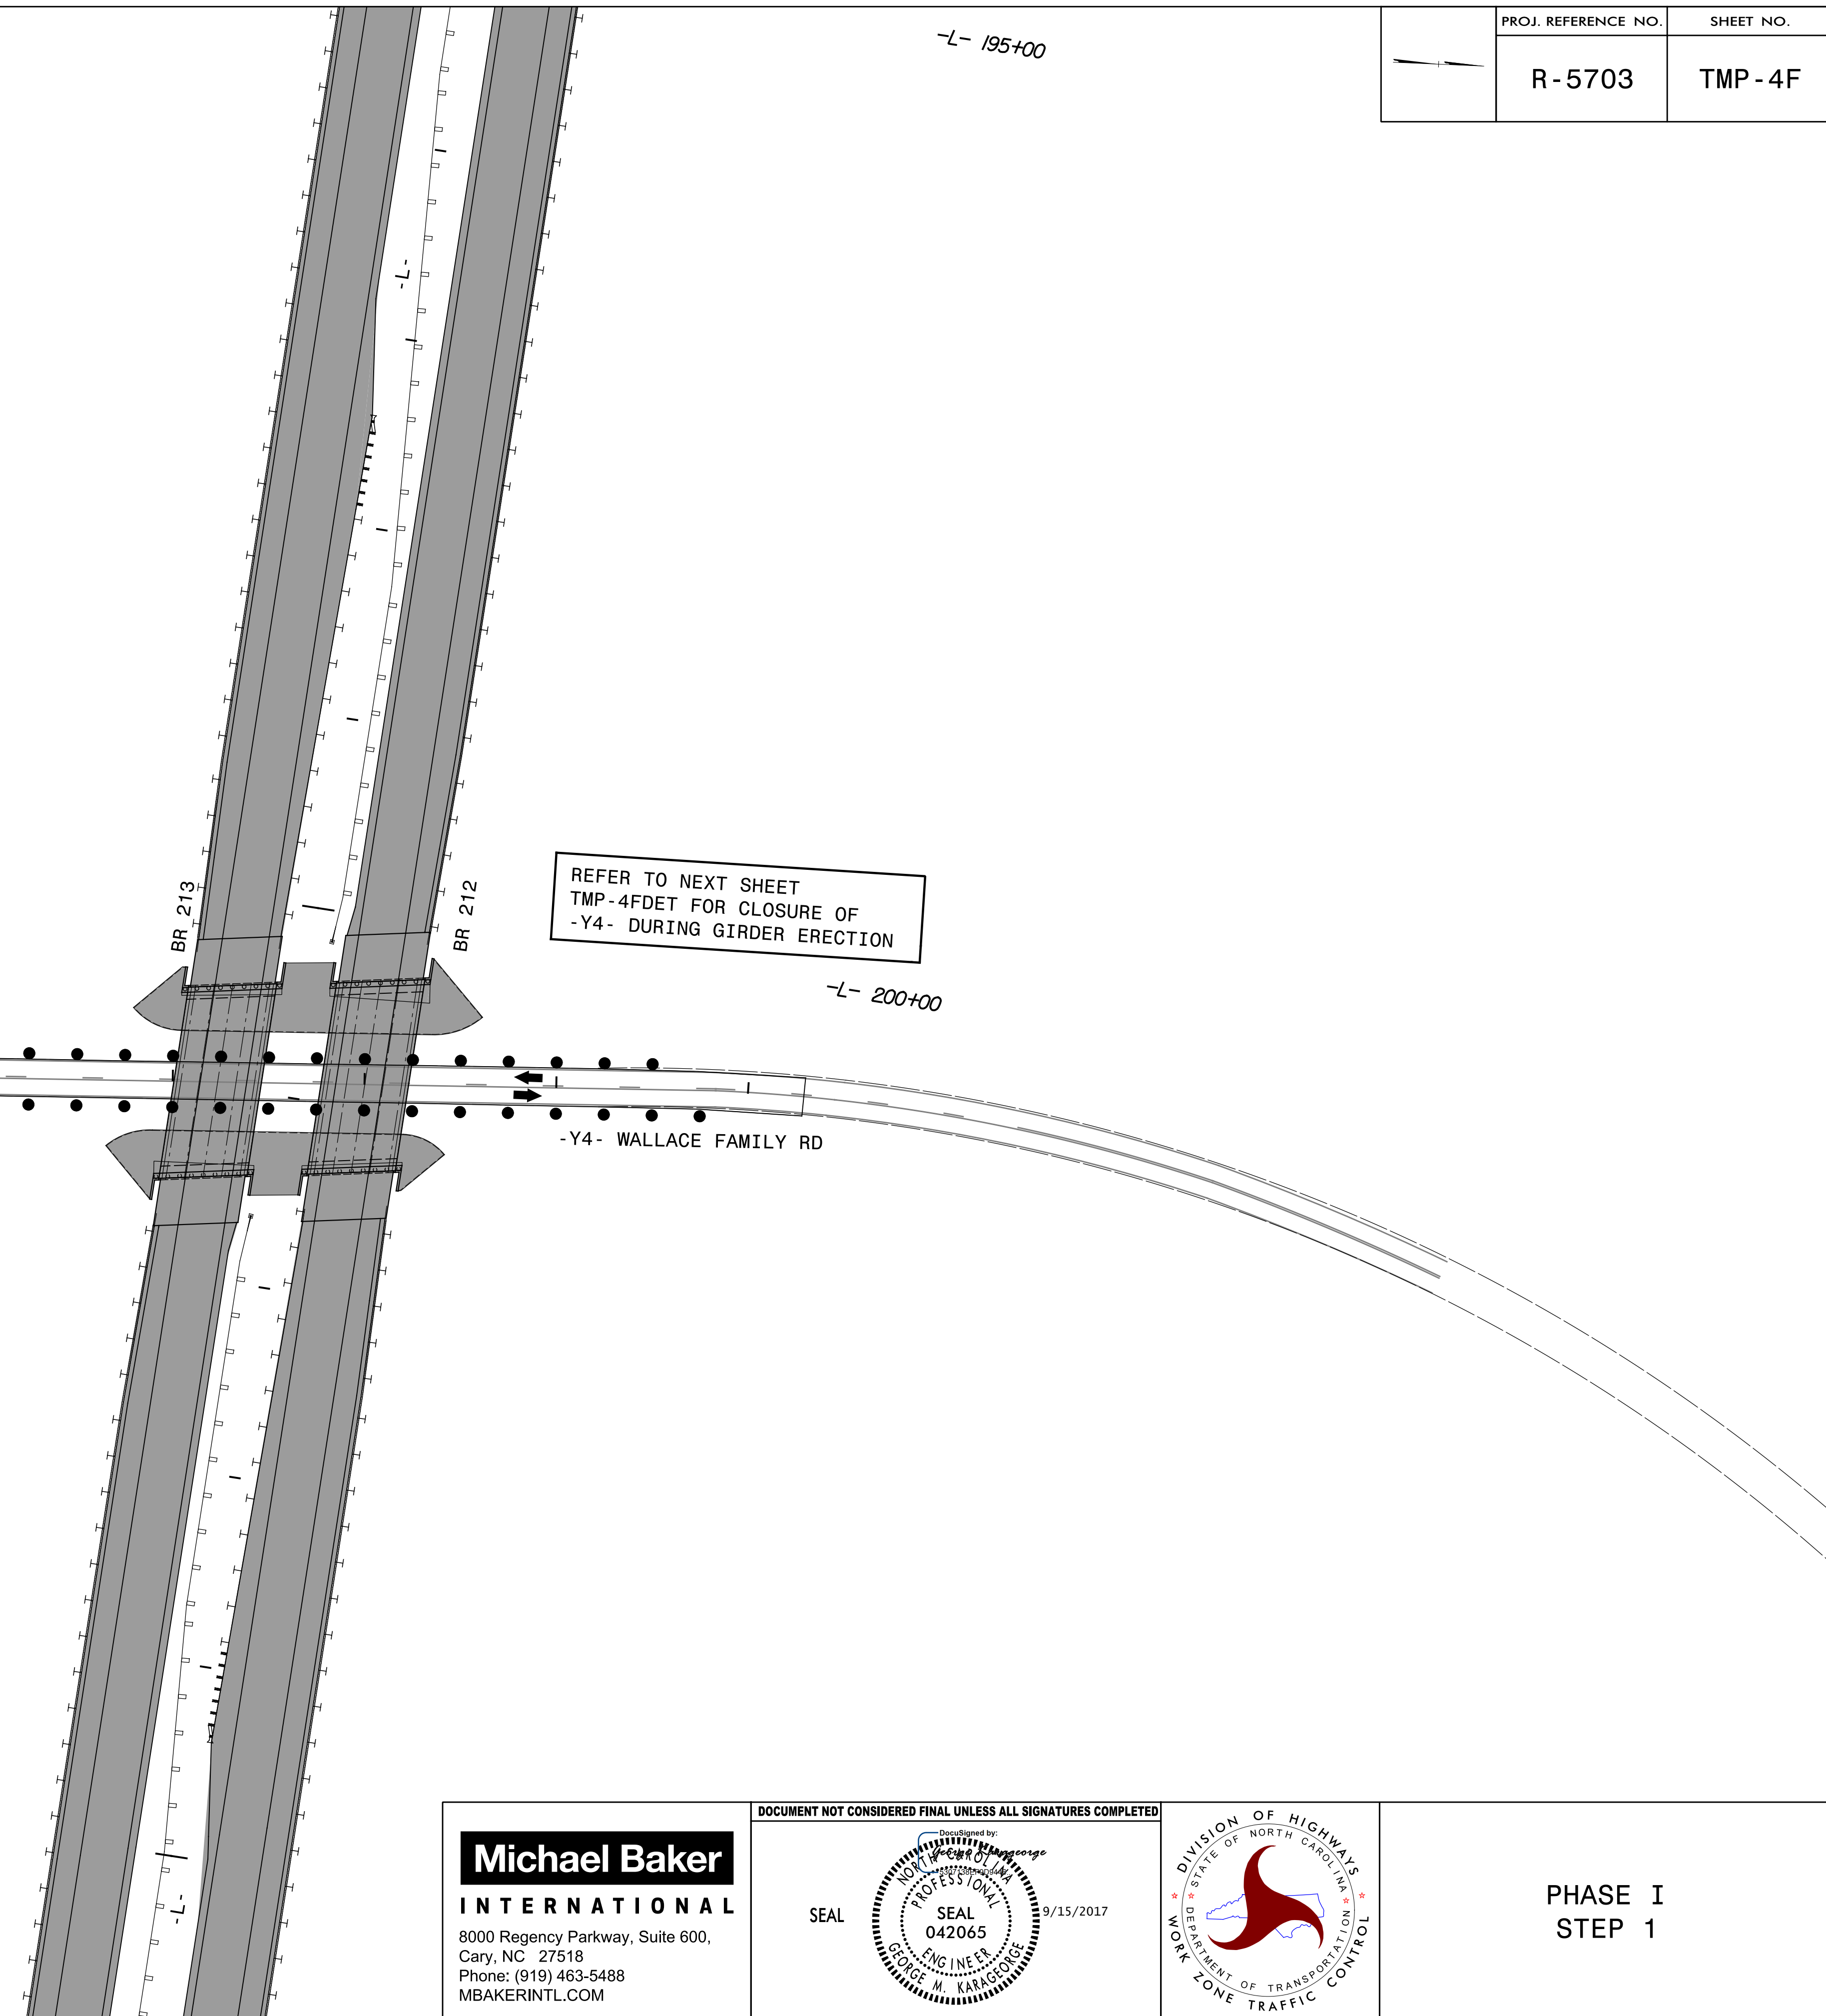 -L- 195+00
PROJ. REFERENCE NO.
SHEET NO.
R-5703
TMP-4F
-L-
BR 213
BR 212
REFER TO NEXT SHEET
TMP-4FDET FOR CLOSURE OF
-Y4- DURING GIRDER ERECTION
-L- 200+00
-Y4- WALLACE FAMILY RD
-L-
Michael Baker
INTERNATIONAL
8000 Regency Parkway, Suite 600,
Cary, NC 27518
Phone: (919) 463-5488
MBAKERINTL.COM
DOCUMENT NOT CONSIDERED FINAL UNLESS ALL SIGNATURES COMPLETED
DocuSigned by:
George Karageorge
SEAL
NORTH CAROLINA
PROFESSIONAL
SEAL
042065
ENGINEER
GEORGE M. KARAGEORGE
9/15/2017
DIVISION OF HIGHWAYS
STATE OF NORTH CAROLINA
DEPARTMENT OF TRANSPORTATION
WORK ZONE TRAFFIC CONTROL
PHASE I
STEP 1